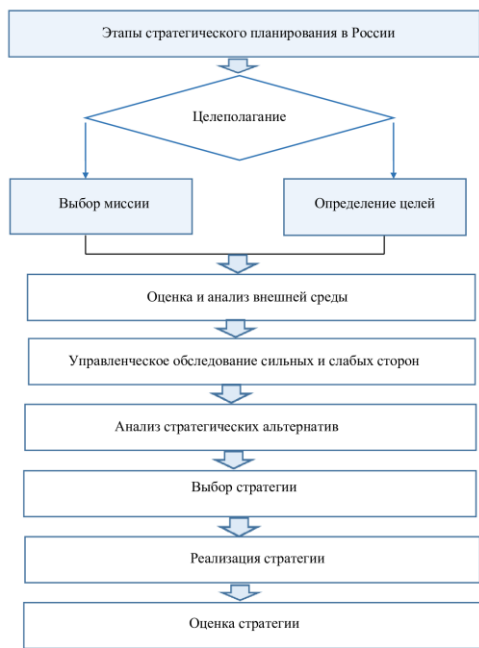 Этапы стратегического планирования в России
Целеполагание
Выбор миссии
Определение целей
Оценка и анализ внешней среды
Управленческое обследование сильных и слабых сторон
Анализ стратегических альтернатив
Выбор стратегии
Реализация стратегии
Оценка стратегии